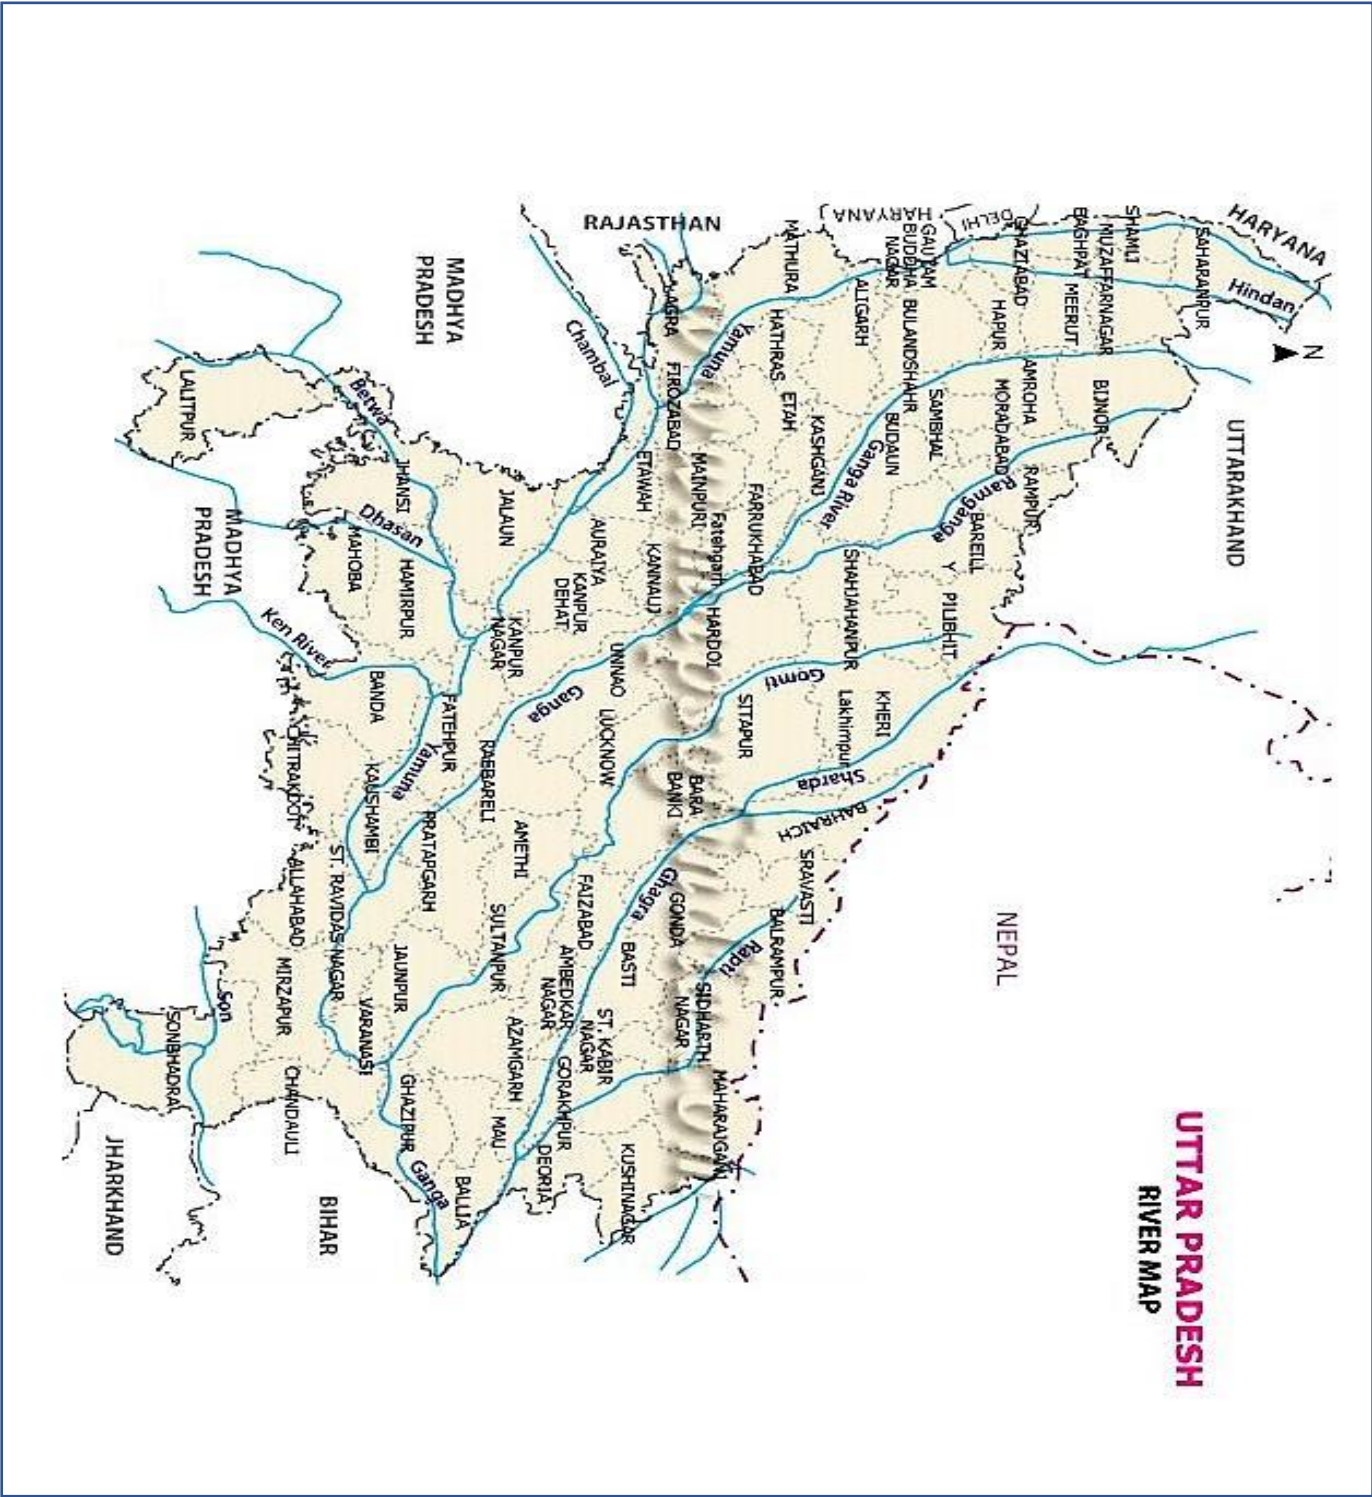 UTTAR PRADESH
RIVER MAP
N
HARYANA
UTTARAKHAND
Hindan
SAHARANPUR
SHAMLI
MUZAFFARNAGAR
BIJNOR
BAGHPAT
MEERUT
GHAZIABAD
DELHI
HAPUR
AMROHA
MORADABAD
RAMPUR
Ramganga
BAREILL
Y
PILIBHIT
NEPAL
HARYANA
GAUTAM
BUDDHA
NAGAR
BULANDSHAHR
SAMBHAL
BUDAUN
Ganga River
ALIGARH
KASHGANJ
SHAHJAHANPUR
KHERI
Lakhimpur
Sharda
Gomti
BAHRAICH
SRAVASTI
BALRAMPUR
MATHURA
HATHRAS
ETAH
FARRUKHABAD
Fatehgarh
HARDOI
SITAPUR
Yamuna
RAJASTHAN
AGRA
FIROZABAD
MAINPURI
ETAWAH
KANNAUJ
UNNAO
LUCKNOW
BARA
BANKI
GONDA
Ghagra
Rapti
SIDHARTH
NAGAR
MAHARAJGANJ
BASTI
FAIZABAD
AMBEDKAR
NAGAR
ST. KABIR
NAGAR
GORAKHPUR
KUSHINAGAR
DEORIA
Chambal
AURAIYA
KANPUR
DEHAT
KANPUR
NAGAR
Ganga
RAEBARELI
AMETHI
SULTANPUR
AZAMGARH
MAU
BALLIA
MADHYA
PRADESH
JALAUN
Betwa
JHANSI
Dhasan
HAMIRPUR
MAHOBA
FATEHPUR
Yamuna
BANDA
KAUSHAMBI
PRATAPGARH
JAUNPUR
VARANASI
GHAZIPUR
Ganga
LALITPUR
MADHYA
PRADESH
Ken River
CHITRAKOOT
ALLAHABAD
ST. RAVIDAS NAGAR
MIRZAPUR
CHANDAULI
BIHAR
Son
SONBHADRA
JHARKHAND